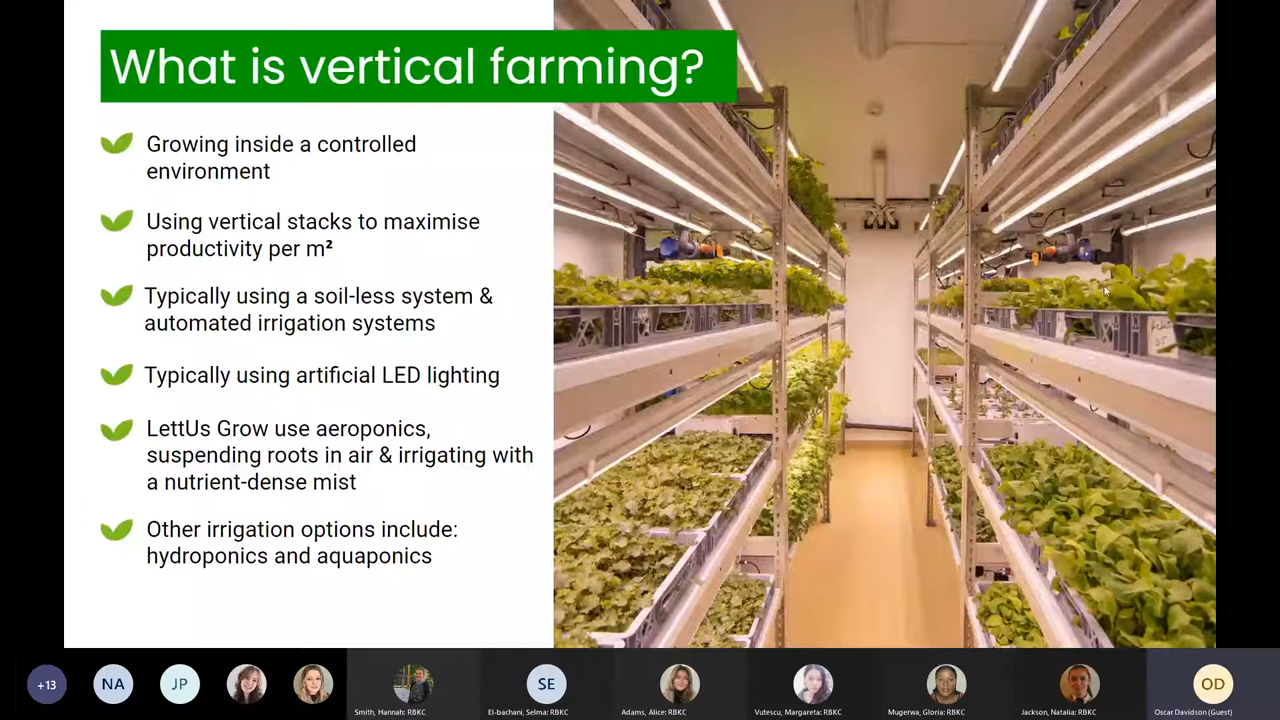 What is vertical farming?
Growing inside a controlled
environment
Using vertical stacks to maximise
productivity per m²
Typically using a soil-less system &
automated irrigation systems
Typically using artificial LED lighting
LettUs Grow use aeroponics,
suspending roots in air & irrigating with
a nutrient-dense mist
Other irrigation options include:
hydroponics and aquaponics
+13
NA
JP
SE
OD
Smith, Hannah: RBKC
El-bachani, Selma: RBKC
Adams, Alice: RBKC
Vutescu, Margareta: RBKC
Mugerwa, Gloria: RBKC
Jackson, Natalia: RBKC
Oscar Davidson (Guest)